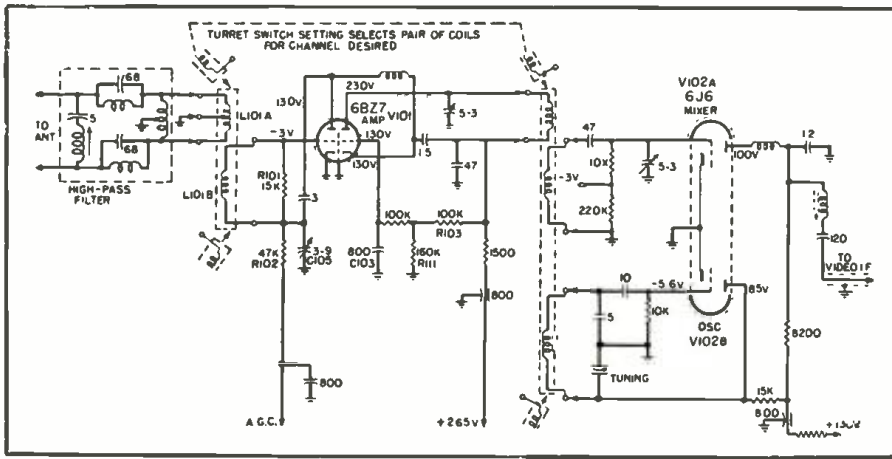 TURRET SWITCH SETTING SELECTS PAIR OF COILS
FOR CHANNEL DESIRED
68
5
TO
ANT
68
HIGH-PASS
FILTER
L101A
L101B
-3V
R101
15K
47K
R102
3-9
C105
3
130V
230V
6BZ7
AMP
V101
130V
130V
5
47
5-3
100K
100K
R103
800
C103
160K
R111
1500
800
800
A.G.C.
+265V
47
10K
-3V
220K
5-3
V102A
6J6
MIXER
100V
12
120
TO
VIDEO IF
10
-5.6V
5
10K
TUNING
85V
OSC
V102B
8200
15K
800
+130V